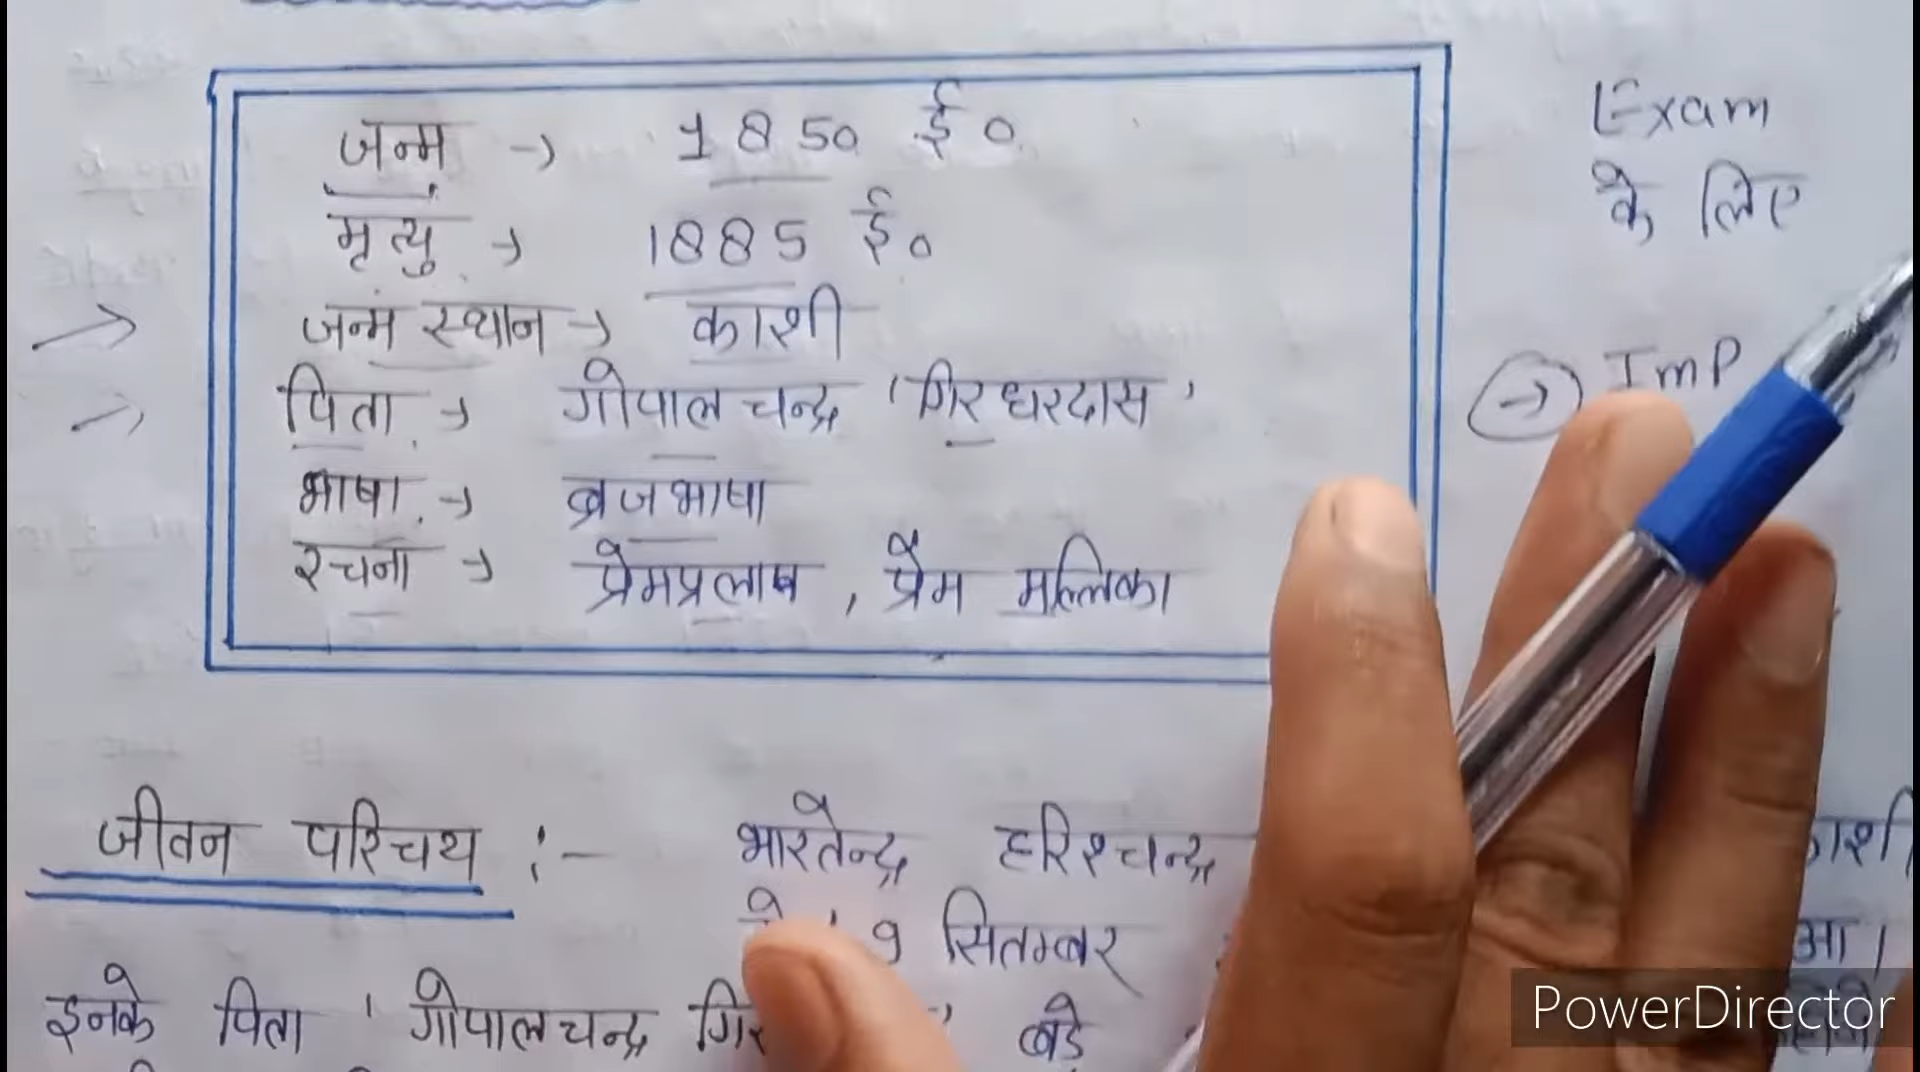 जन्म → 1850 ई०
मृत्यु → 1885 ई०
जन्म स्थान → काशी
पिता → गोपाल चन्द्र 'गिरधरदास'
भाषा → ब्रजभाषा
रचना → प्रेमप्रलाप, प्रेम मल्लिका
Exam
के लिए
→ Imp
जीवन परिचय :- भारतेन्द्र हरिश्चन्द्र
9 सितम्बर
इनके पिता 'गोपालचन्द्र बड़े
PowerDirector